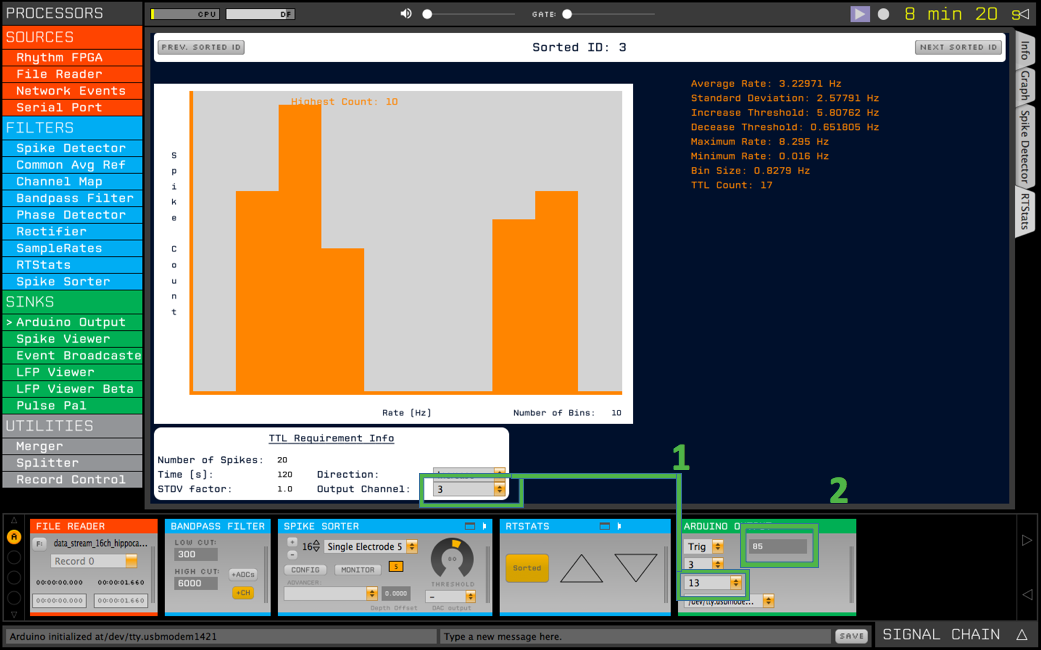 PROCESSORS
SOURCES
Rhythm FPGA
File Reader
Network Events
Serial Port
FILTERS
Spike Detector
Common Avg Ref
Channel Map
Bandpass Filter
Phase Detector
Rectifier
SampleRates
RTStats
Spike Sorter
SINKS
> Arduino Output
Spike Viewer
Event Broadcaste
LFP Viewer
LFP Viewer Beta
Pulse Pal
UTILITIES
Merger
Splitter
Record Control
CPU DF GATE: 8 min 20 s
PREV. SORTED ID Sorted ID: 3 NEXT SORTED ID
Info
Graph
Spike Detector
RTStats
Highest Count: 10
Spike Count
Rate [Hz] Number of Bins: 10
Average Rate: 3.22971 Hz
Standard Deviation: 2.57791 Hz
Increase Threshold: 5.80762 Hz
Decease Threshold: 0.651805 Hz
Maximum Rate: 8.295 Hz
Minimum Rate: 0.016 Hz
Bin Size: 0.8279 Hz
TTL Count: 17
TTL Requirement Info
Number of Spikes: 20
Time [s]: 120 Direction:
STDV factor: 1.0 Output Channel: 3
1
2
A
FILE READER
F:
data_stream_16ch_hippoca...
Record 0
00:00:00.000 00:00:01.660
00:00:00.000 00:00:01.660
BANDPASS FILTER
LOW CUT:
300
HIGH CUT:
6000
+ADCs
+CH
SPIKE SORTER
+
-
16 Single Electrode 5
CONFIG MONITOR S
ADVANCER
0.0000
Depth Offset
00
THRESHOLD
-
DAC output
RTSTATS
Sorted
ARDUINO OUTPUT
Trig 85
3
13
/dev/tty.usbmode...
Arduino initialized at/dev/tty.usbmodem1421
Type a new message here.
SAVE
SIGNAL CHAIN